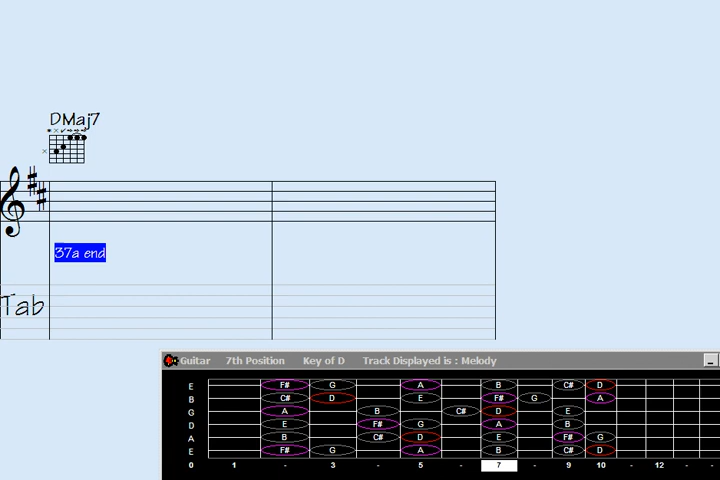 DMaj7
37a end
Tab
Guitar 7th Position Key of D Track Displayed is : Melody
E F# G A B C# D
B C# D E F# G A
G A B C# D E
D E F# G A B
A B C# D E F# G
E F# G A B C# D
0 1 - 3 - 5 - 7 - 9 10 - 12 - -